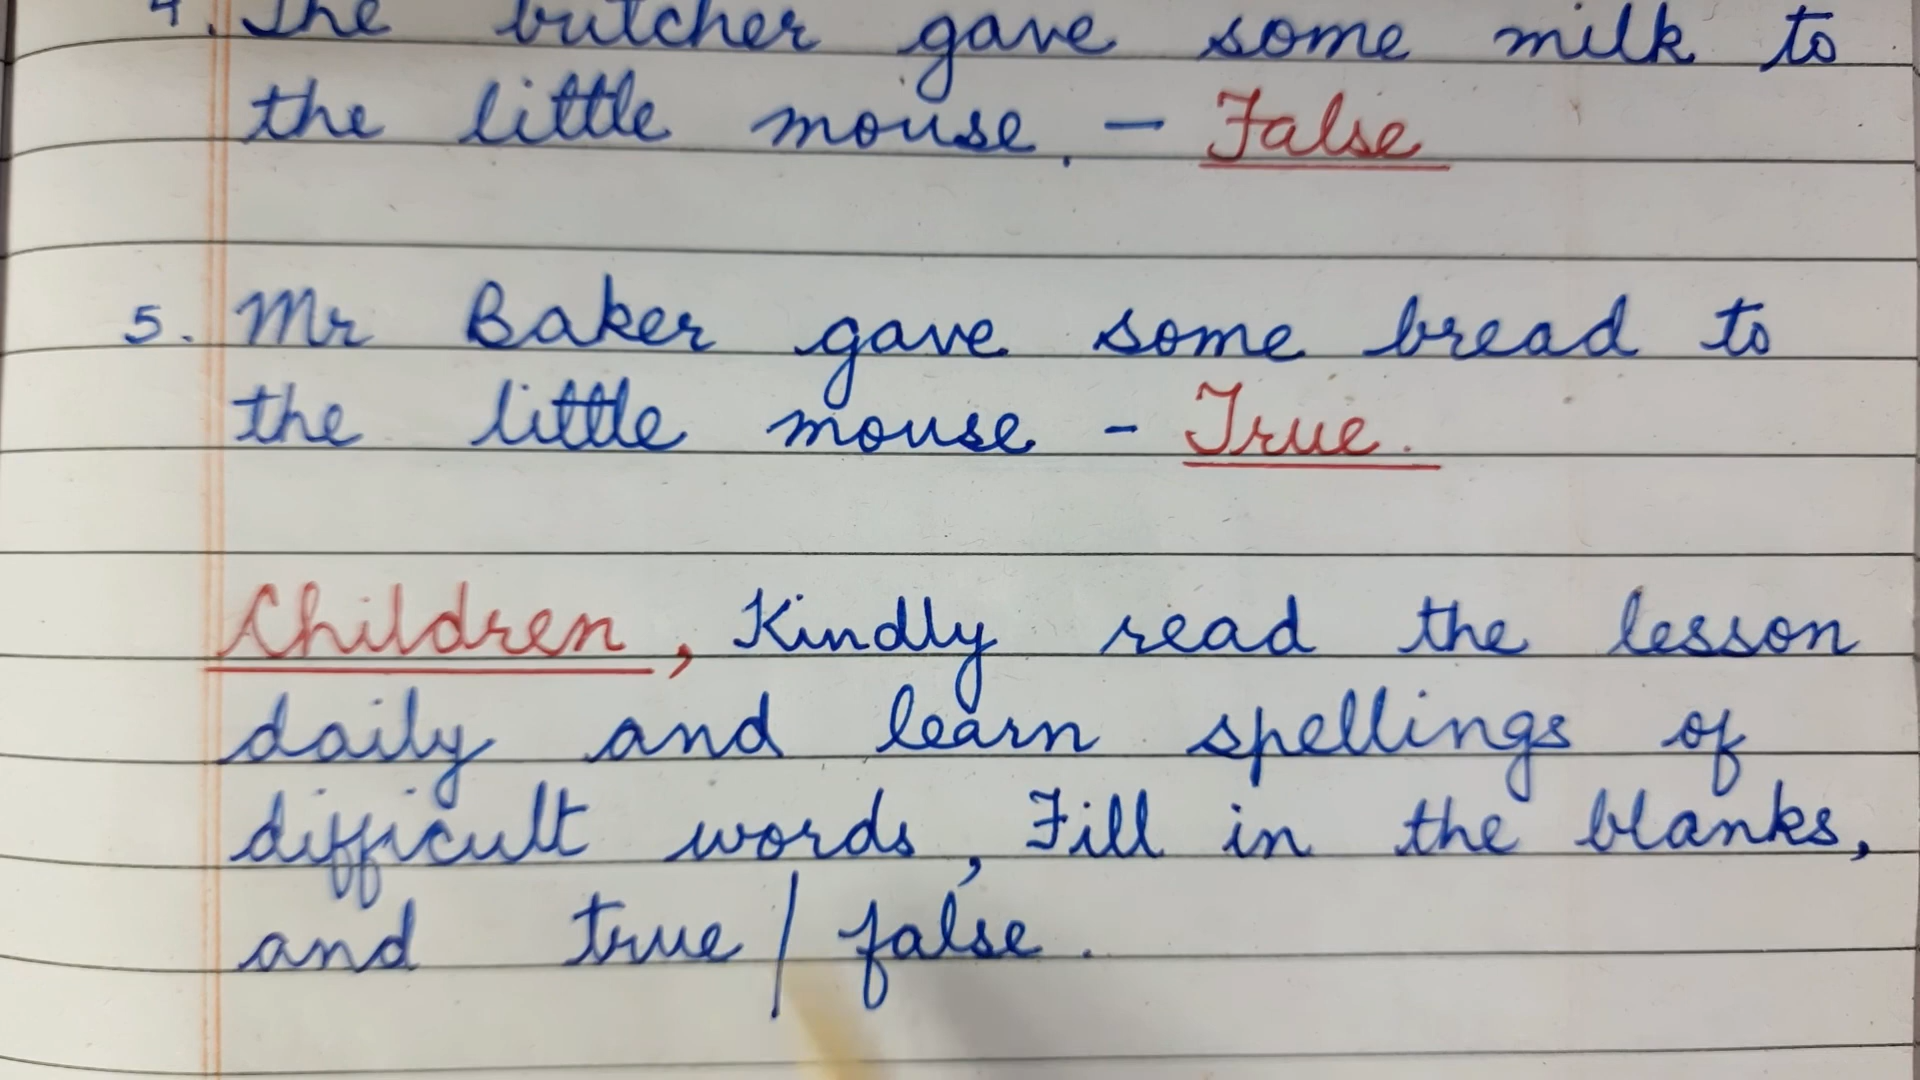 4. The butcher gave some milk to
the little mouse. - False
5. Mr Baker gave some bread to
the little mouse - True.
Children, Kindly read the lesson
daily and learn spellings of
difficult words, Fill in the blanks,
and true / false.